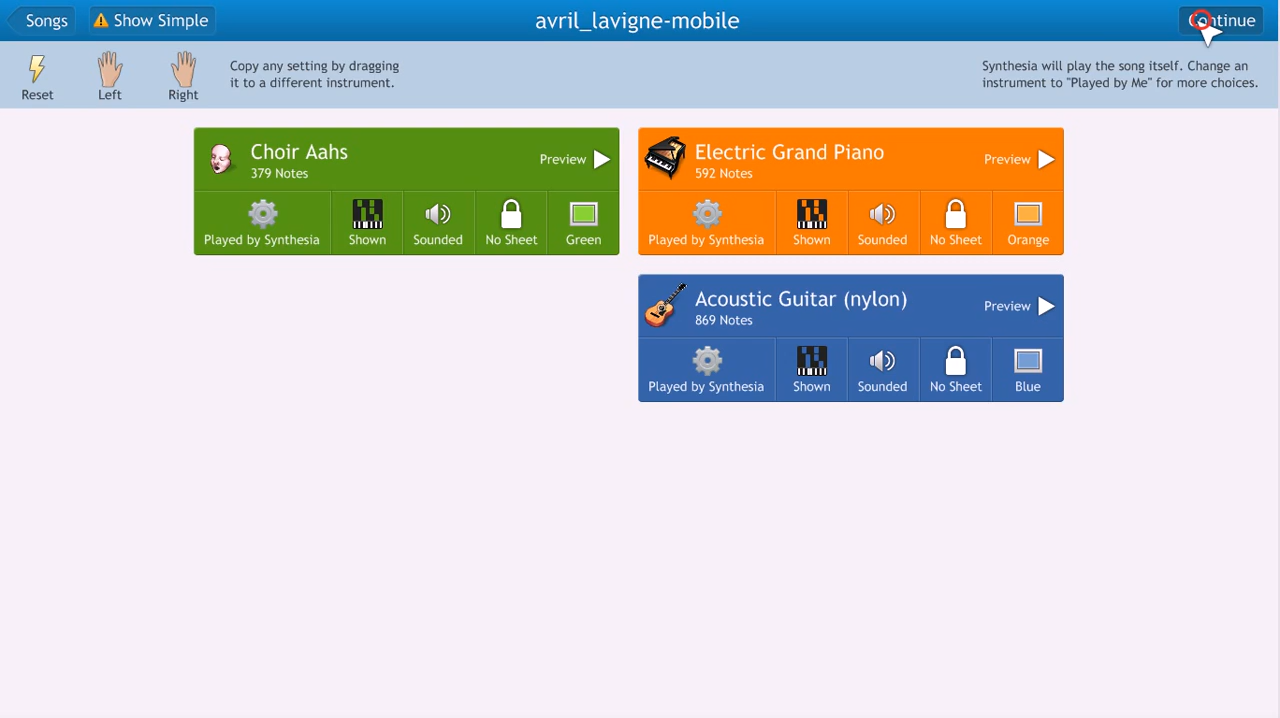 Songs
Show Simple
avril_lavigne-mobile
Continue
Reset
Left
Right
Copy any setting by dragging
it to a different instrument.
Synthesia will play the song itself. Change an
instrument to "Played by Me" for more choices.
Choir Aahs
379 Notes
Preview
Played by Synthesia
Shown
Sounded
No Sheet
Green
Electric Grand Piano
592 Notes
Preview
Played by Synthesia
Shown
Sounded
No Sheet
Orange
Acoustic Guitar (nylon)
869 Notes
Preview
Played by Synthesia
Shown
Sounded
No Sheet
Blue